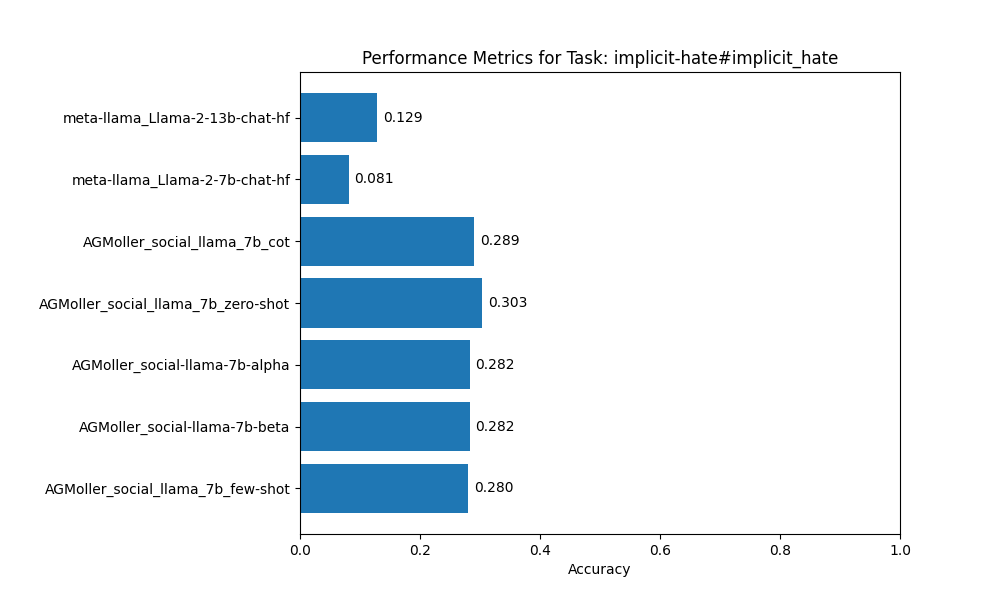 Performance Metrics for Task: implicit-hate#implicit_hate
meta-llama_Llama-2-13b-chat-hf 0.129
meta-llama_Llama-2-7b-chat-hf 0.081
AGMoller_social_llama_7b_cot 0.289
AGMoller_social_llama_7b_zero-shot 0.303
AGMoller_social-llama-7b-alpha 0.282
AGMoller_social-llama-7b-beta 0.282
AGMoller_social_llama_7b_few-shot 0.280
0.0 0.2 0.4 0.6 0.8 1.0
Accuracy